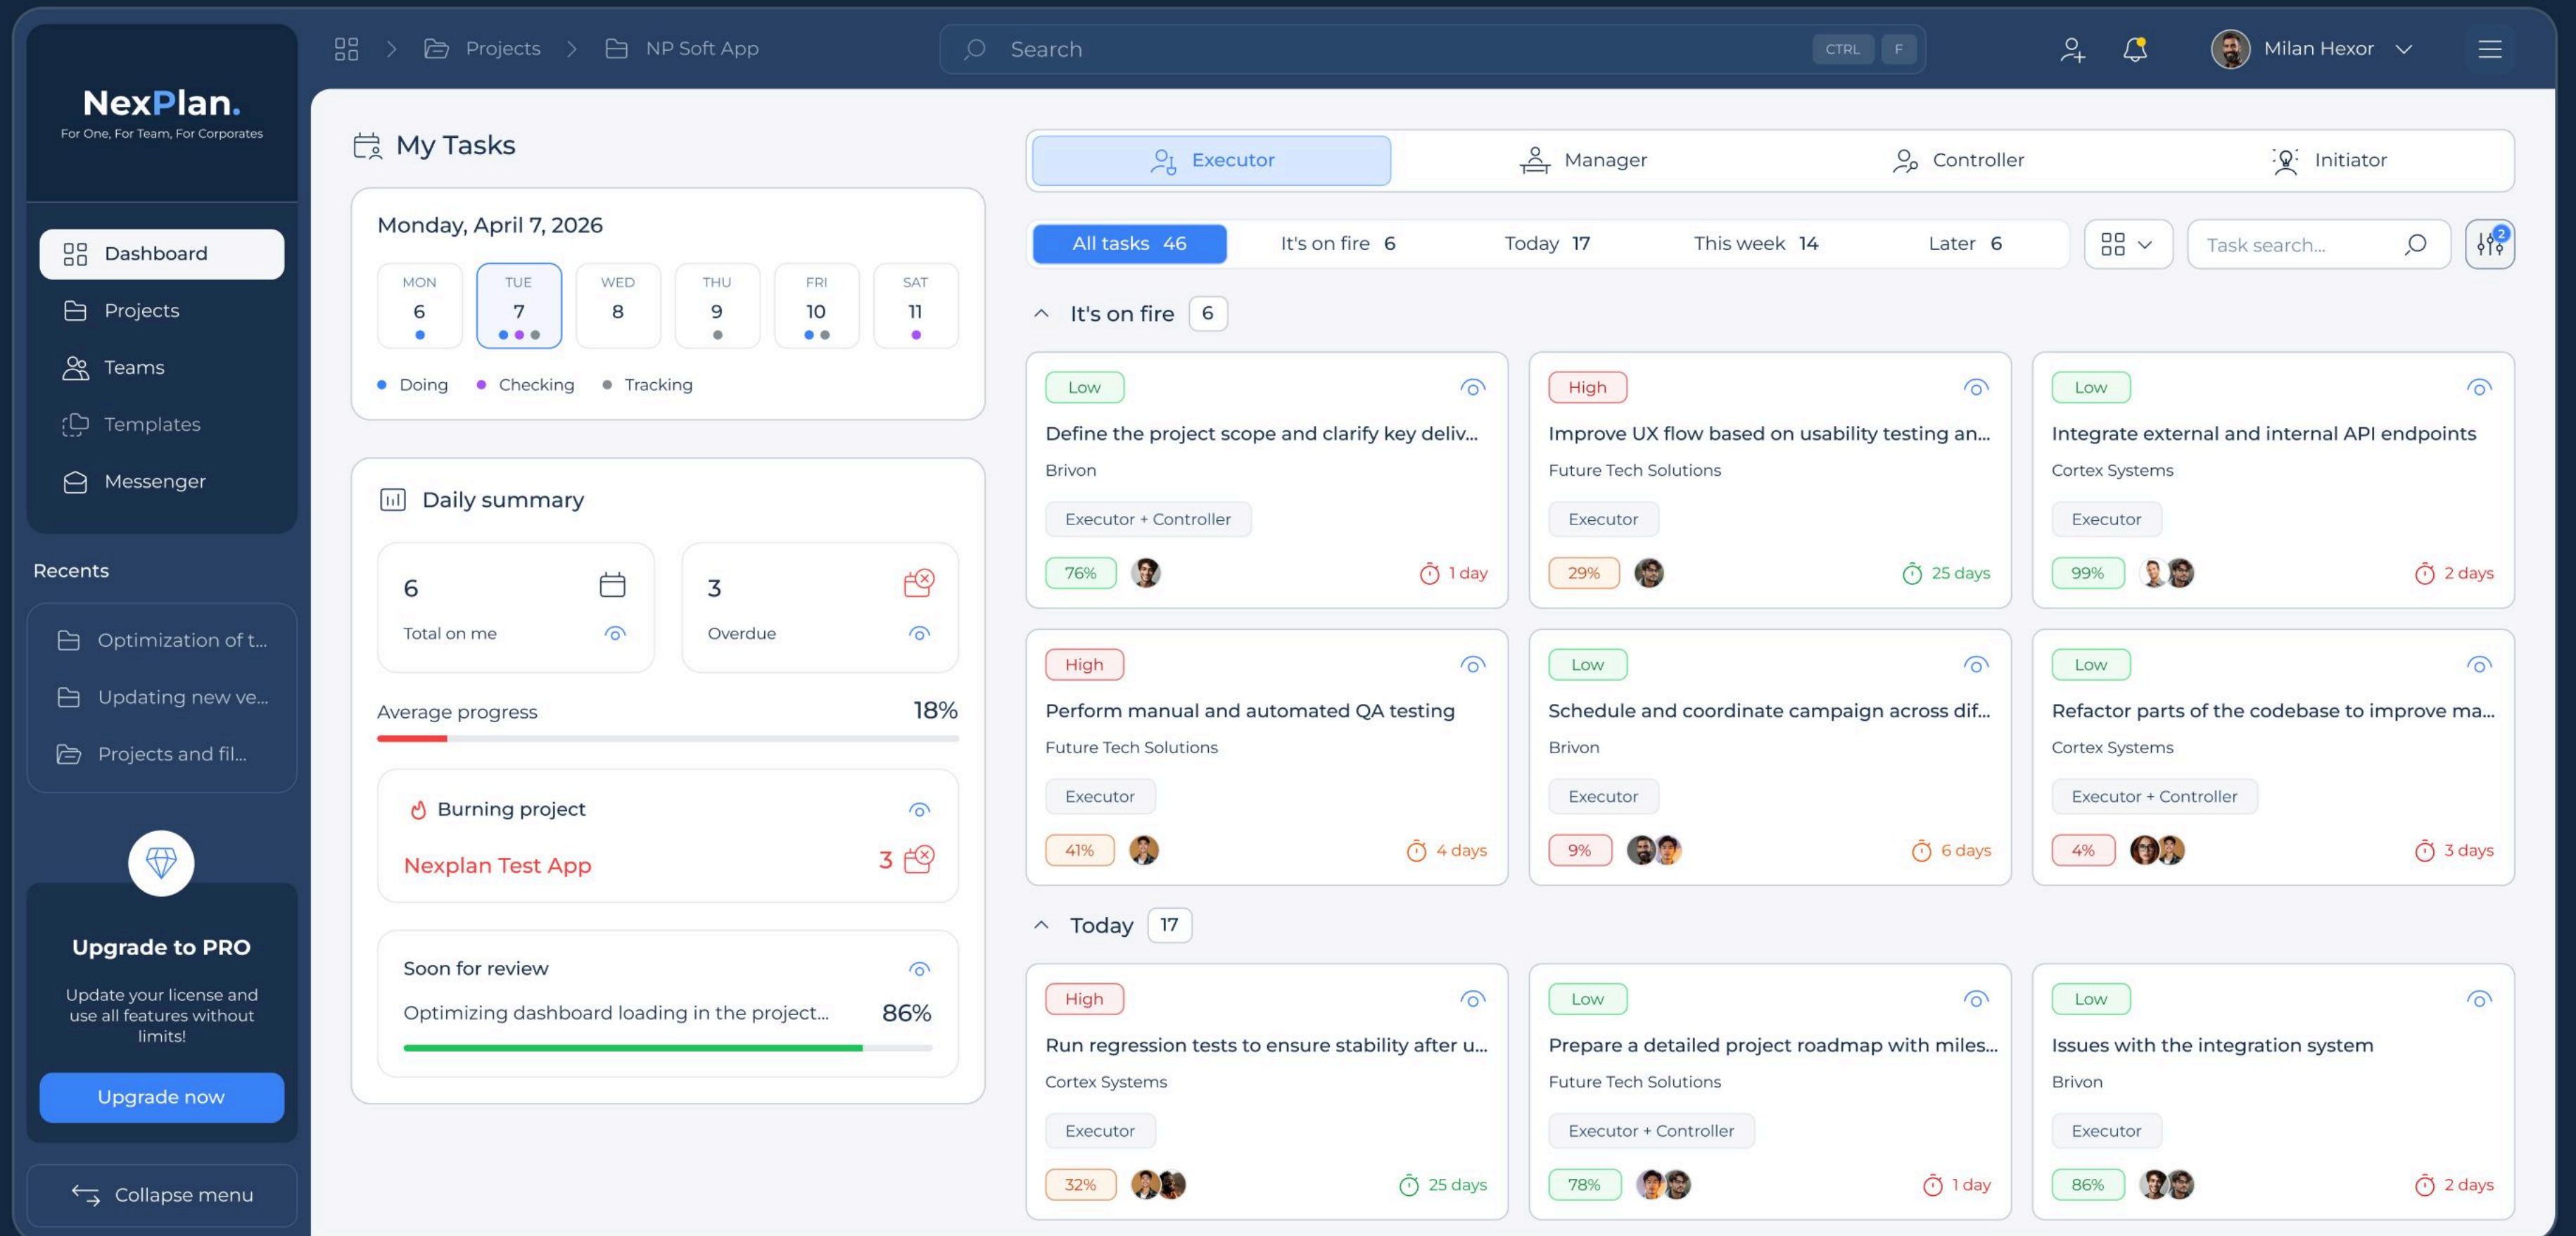 NexPlan.
For One, For Team, For Corporates
Dashboard
Projects
Teams
Templates
Messenger
Recents
Optimization of t...
Updating new ve...
Projects and fil...
Upgrade to PRO
Update your license and
use all features without
limits!
Upgrade now
Collapse menu
Projects
NP Soft App
Search
CTRL
F
Milan Hexor
My Tasks
Monday, April 7, 2026
MON
6
TUE
7
WED
8
THU
9
FRI
10
SAT
11
Doing
Checking
Tracking
Daily summary
6
Total on me
3
Overdue
Average progress
18%
Burning project
Nexplan Test App
3
Soon for review
Optimizing dashboard loading in the project...
86%
Executor
Manager
Controller
Initiator
All tasks 46
It's on fire 6
Today 17
This week 14
Later 6
Task search...
2
It's on fire
6
Low
Define the project scope and clarify key deliv...
Brivon
Executor + Controller
76%
1 day
High
Improve UX flow based on usability testing an...
Future Tech Solutions
Executor
29%
25 days
Low
Integrate external and internal API endpoints
Cortex Systems
Executor
99%
2 days
High
Perform manual and automated QA testing
Future Tech Solutions
Executor
41%
4 days
Low
Schedule and coordinate campaign across dif...
Brivon
Executor
9%
6 days
Low
Refactor parts of the codebase to improve ma...
Cortex Systems
Executor + Controller
4%
3 days
Today
17
High
Run regression tests to ensure stability after u...
Cortex Systems
Executor
32%
25 days
Low
Prepare a detailed project roadmap with miles...
Future Tech Solutions
Executor + Controller
78%
1 day
Low
Issues with the integration system
Brivon
Executor
86%
2 days